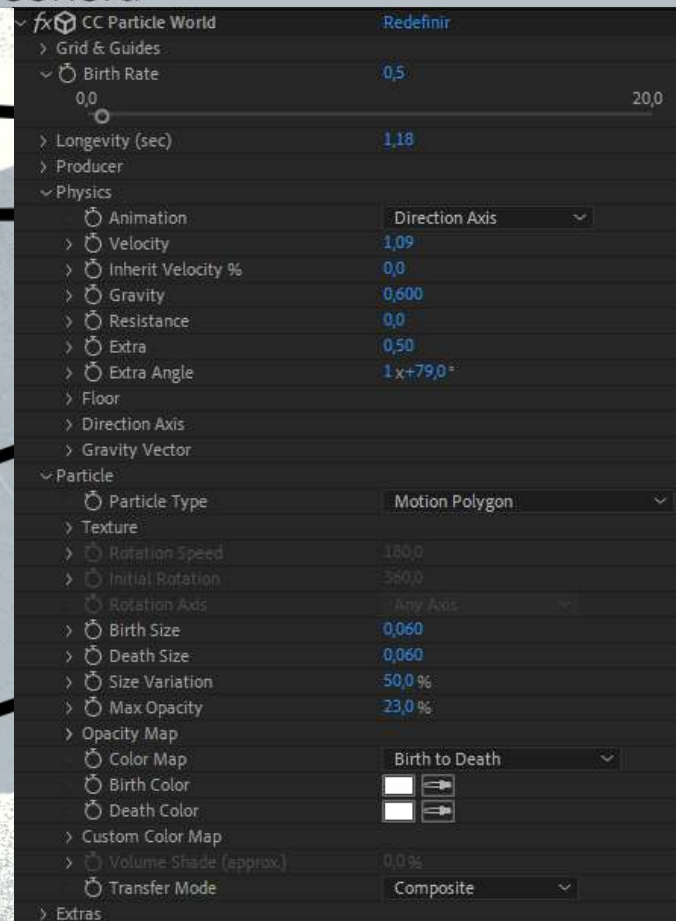 fx CC Particle World Redefinir
Grid & Guides
Birth Rate 0,5
0,0 20,0
Longevity (sec) 1,18
Producer
Physics
Animation Direction Axis
Velocity 1,09
Inherit Velocity % 0,0
Gravity 0,600
Resistance 0,0
Extra 0,50
Extra Angle 1 x+79,0 °
Floor
Direction Axis
Gravity Vector
Particle
Particle Type Motion Polygon
Texture
Rotation Speed 180,0
Initial Rotation 360,0
Rotation Axis Any Axis
Birth Size 0,060
Death Size 0,060
Size Variation 50,0 %
Max Opacity 23,0 %
Opacity Map
Color Map Birth to Death
Birth Color
Death Color
Custom Color Map
Volume Shade (approx.) 0,0 %
Transfer Mode Composite
Extras